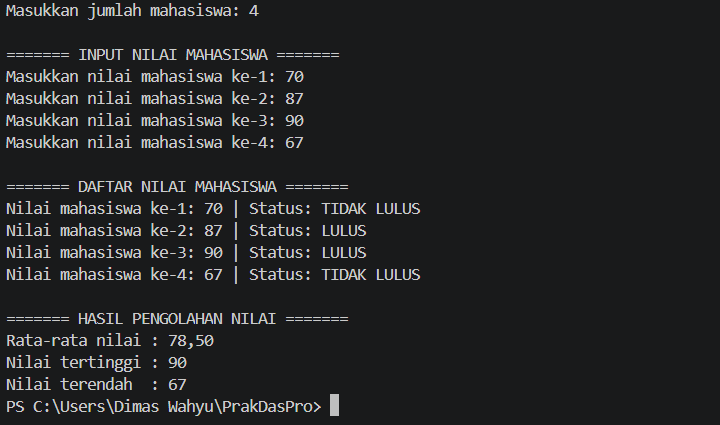 Masukkan jumlah mahasiswa: 4
======= INPUT NILAI MAHASISWA =======
Masukkan nilai mahasiswa ke-1: 70
Masukkan nilai mahasiswa ke-2: 87
Masukkan nilai mahasiswa ke-3: 90
Masukkan nilai mahasiswa ke-4: 67
======= DAFTAR NILAI MAHASISWA =======
Nilai mahasiswa ke-1: 70 | Status: TIDAK LULUS
Nilai mahasiswa ke-2: 87 | Status: LULUS
Nilai mahasiswa ke-3: 90 | Status: LULUS
Nilai mahasiswa ke-4: 67 | Status: TIDAK LULUS
======= HASIL PENGOLAHAN NILAI =======
Rata-rata nilai : 78,50
Nilai tertinggi : 90
Nilai terendah  : 67
PS C:\Users\Dimas Wahyu\PrakDasPro>